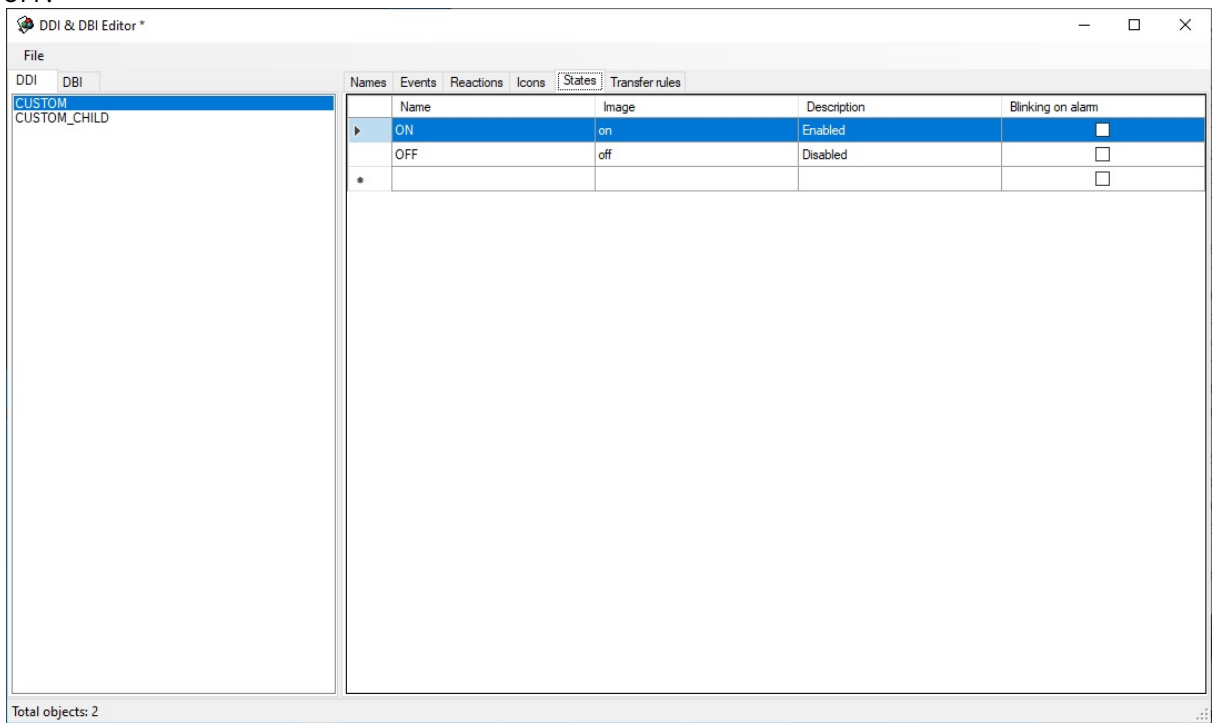 DDI & DBI Editor *
File
DDI DBI
Names Events Reactions Icons States Transfer rules
CUSTOM
CUSTOM_CHILD
Name Image Description Blinking on alarm
ON on Enabled
OFF off Disabled
Total objects: 2